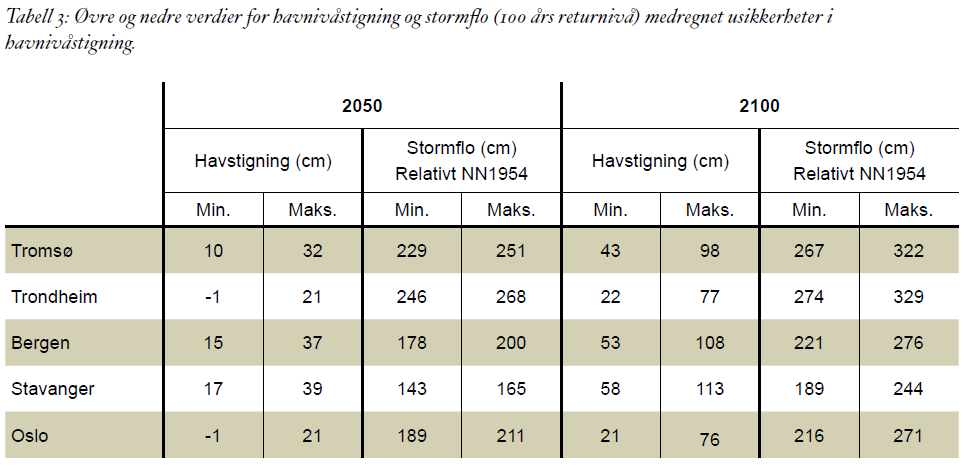 Tabell 3: Øvre og nedre verdier for havnivåstigning og stormflo (100 års returnivå) medregnet usikkerheter i
havnivåstigning.
2050 2100
Havstigning (cm) Stormflo (cm) Relativt NN1954 Havstigning (cm) Stormflo (cm) Relativt NN1954
Min. Maks. Min. Maks. Min. Maks. Min. Maks.
Tromsø 10 32 229 251 43 98 267 322
Trondheim -1 21 246 268 22 77 274 329
Bergen 15 37 178 200 53 108 221 276
Stavanger 17 39 143 165 58 113 189 244
Oslo -1 21 189 211 21 76 216 271